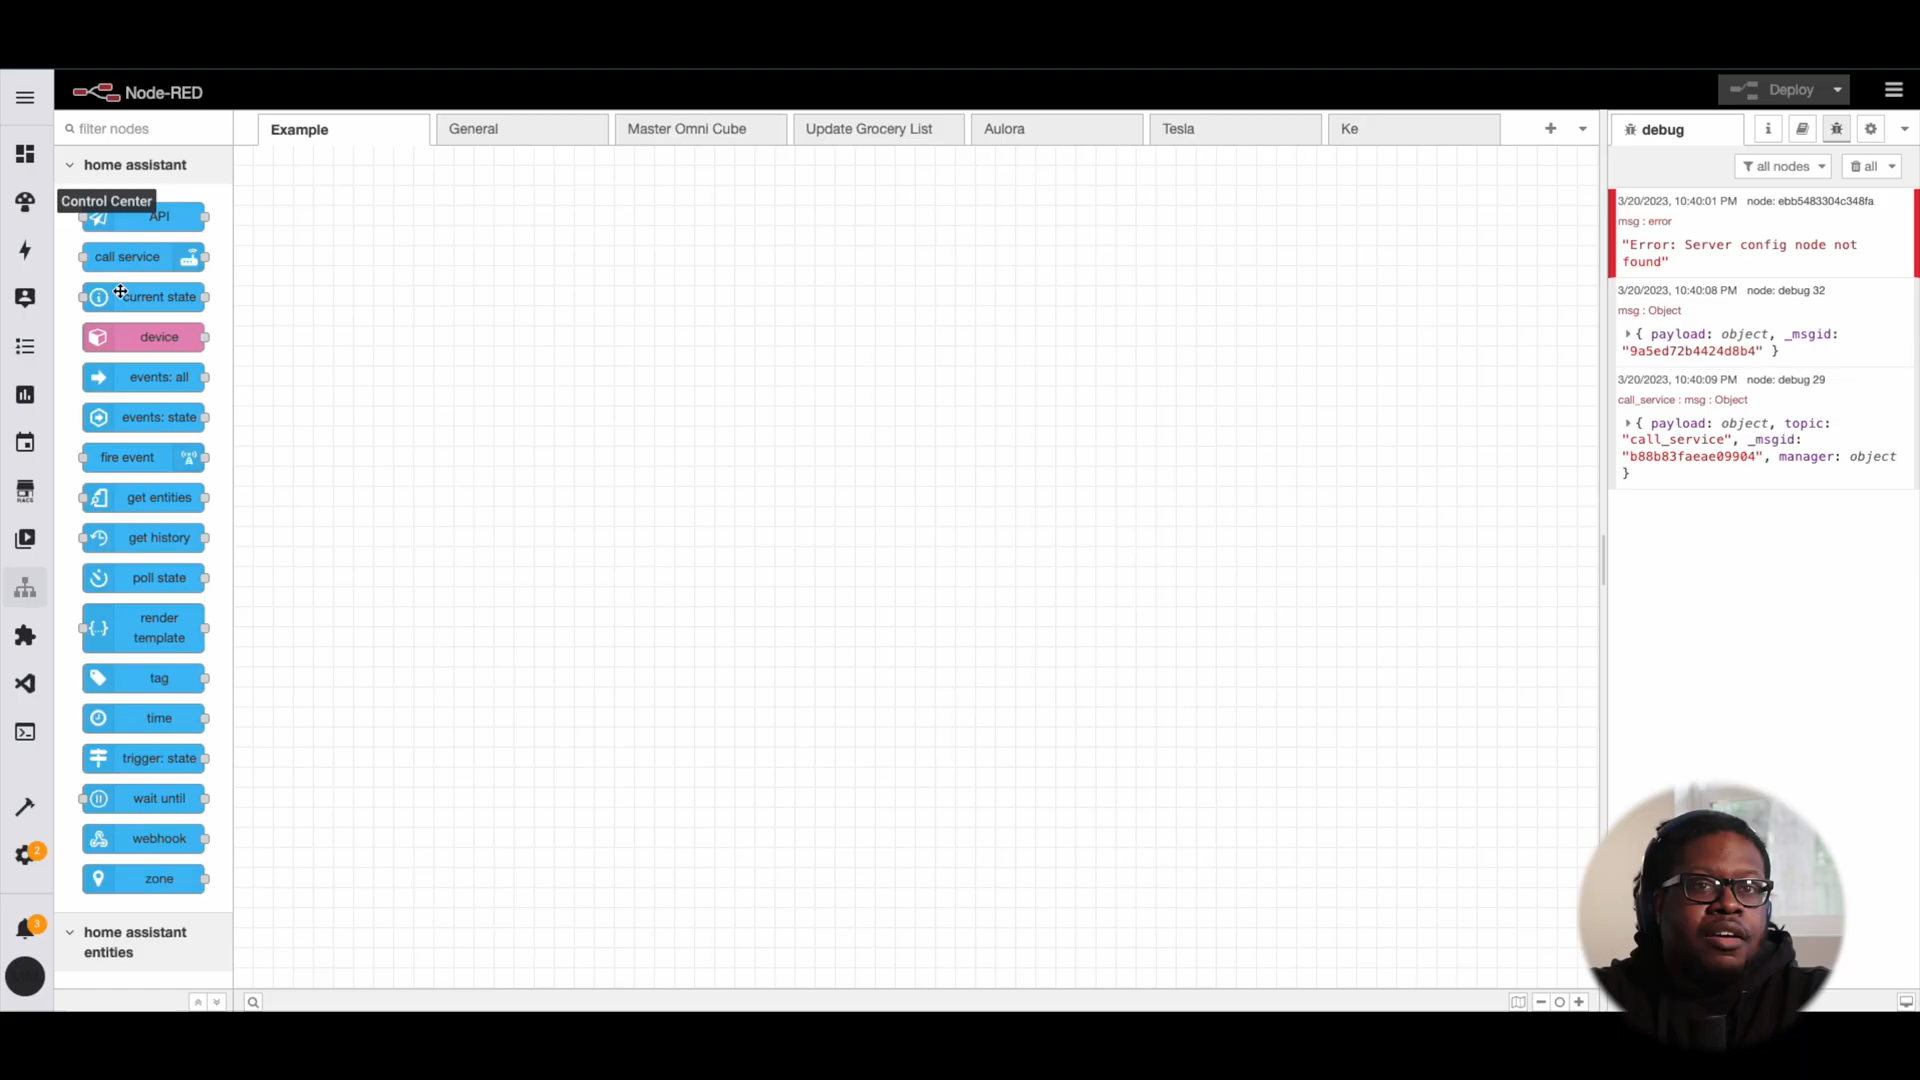 Node-RED
Deploy
filter nodes
Example
General
Master Omni Cube
Update Grocery List
Aulora
Tesla
Ke
debug
all nodes
all
home assistant
Control Center
API
call service
current state
device
events: all
events: state
fire event
get entities
get history
poll state
render
template
tag
time
trigger: state
wait until
webhook
zone
home assistant
entities
HACS
2
3
3/20/2023, 10:40:01 PM node: ebb5483304c348fa
msg : error
"Error: Server config node not
found"
3/20/2023, 10:40:08 PM node: debug 32
msg : Object
{ payload: object, _msgid:
"9a5ed72b4424d8b4" }
3/20/2023, 10:40:09 PM node: debug 29
call_service : msg : Object
{ payload: object, topic:
"call_service", _msgid:
"b88b83faeae09904", manager: object
}